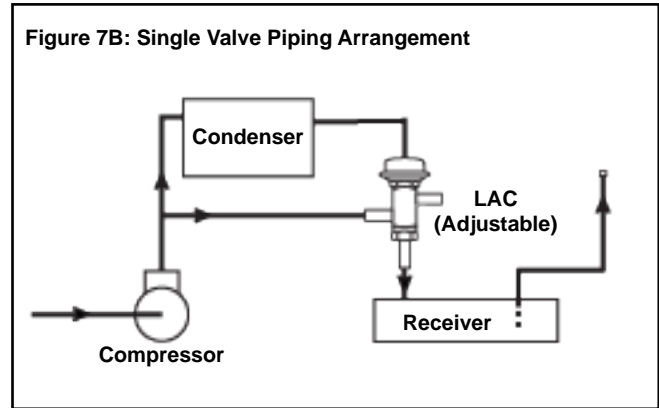 Figure 7B: Single Valve Piping Arrangement
Condenser
LAC
(Adjustable)
Receiver
Compressor